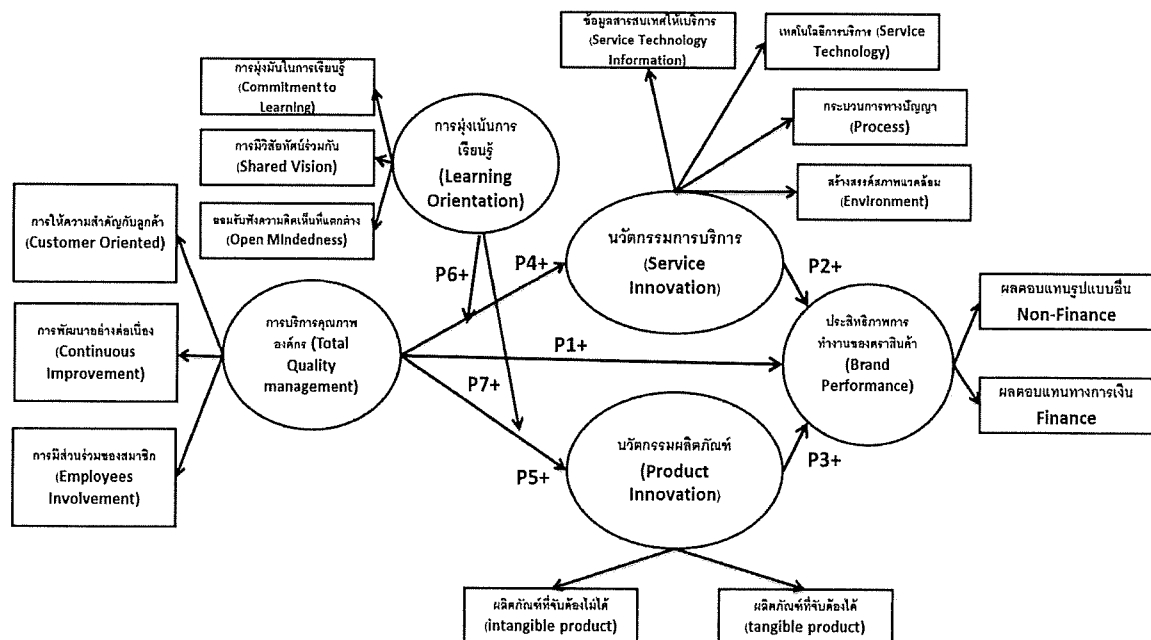 ข้อมูลสารสนเทศให้บริการ
(Service Technology
Information)
เทคโนโลยีการบริการ (Service
Technology)
การมุ่งมั่นในการเรียนรู้
(Commitment to
Learning)
กระบวนการทางปัญญา
(Process)
การมุ่งเน้นการ
เรียนรู้
(Learning
Orientation)
การมีวิสัยทัศน์ร่วมกัน
(Shared Vision)
สร้างสรรค์สภาพแวดล้อม
(Environment)
ยอมรับฟังความคิดเห็นที่แตกต่าง
(Open Mindedness)
การให้ความสำคัญกับลูกค้า
(Customer Oriented)
นวัตกรรมการบริการ
(Service
Innovation)
P6+
P4+
P2+
ผลตอบแทนรูปแบบอื่น
Non-Finance
การพัฒนาอย่างต่อเนื่อง
(Continuous
Improvement)
การบริการคุณภาพ
องค์กร (Total
Quality
management)
P1+
ประสิทธิภาพการ
ทำงานของตราสินค้า
(Brand
Performance)
P7+
ผลตอบแทนทางการเงิน
Finance
การมีส่วนร่วมของสมาชิก
(Employees
Involvement)
P5+
นวัตกรรมผลิตภัณฑ์
(Product
Innovation)
P3+
ผลิตภัณฑ์ที่จับต้องไม่ได้
(intangible product)
ผลิตภัณฑ์ที่จับต้องได้
(tangible product)